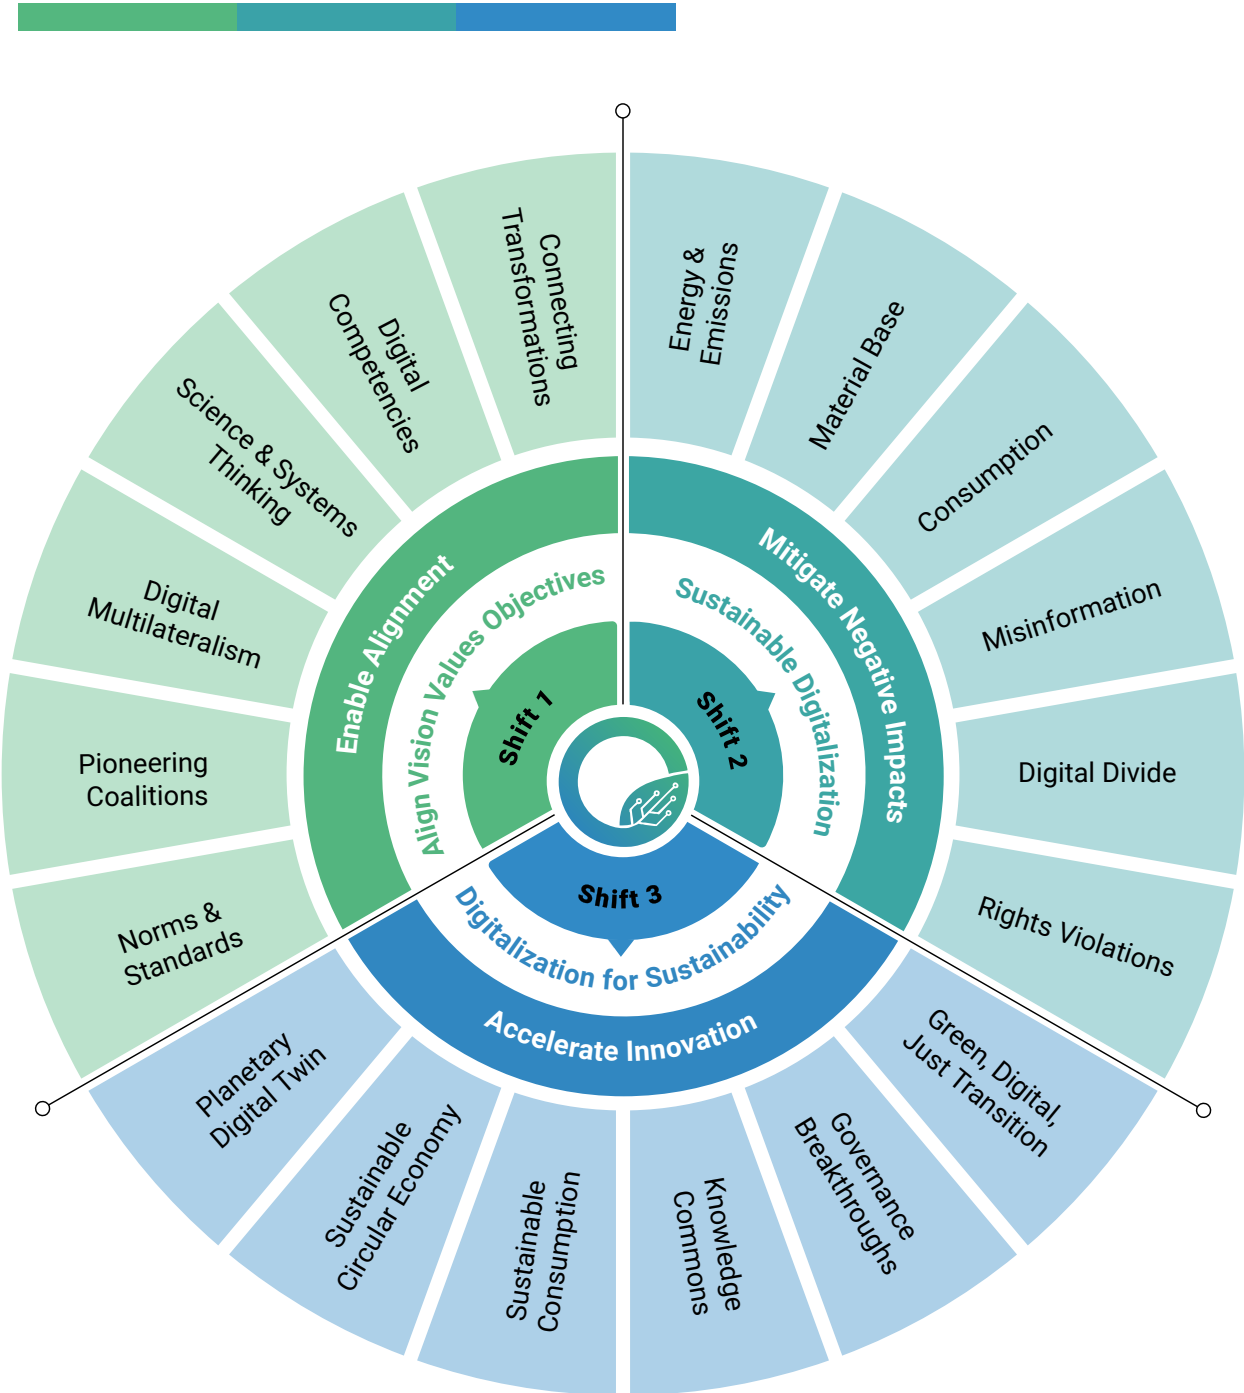 Connecting
Transformations
Digital
Competencies
Science & Systems
Thinking
Digital
Multilateralism
Pioneering
Coalitions
Norms &
Standards
Enable Alignment
Align Vision Values Objectives
Shift 1
Energy &
Emissions
Material Base
Consumption
Misinformation
Digital Divide
Rights Violations
Mitigate Negative Impacts
Sustainable Digitalization
Shift 2
Shift 3
Digitalization for Sustainability
Accelerate Innovation
Planetary
Digital Twin
Sustainable
Circular Economy
Sustainable
Consumption
Knowledge
Commons
Governance
Breakthroughs
Green, Digital,
Just Transition